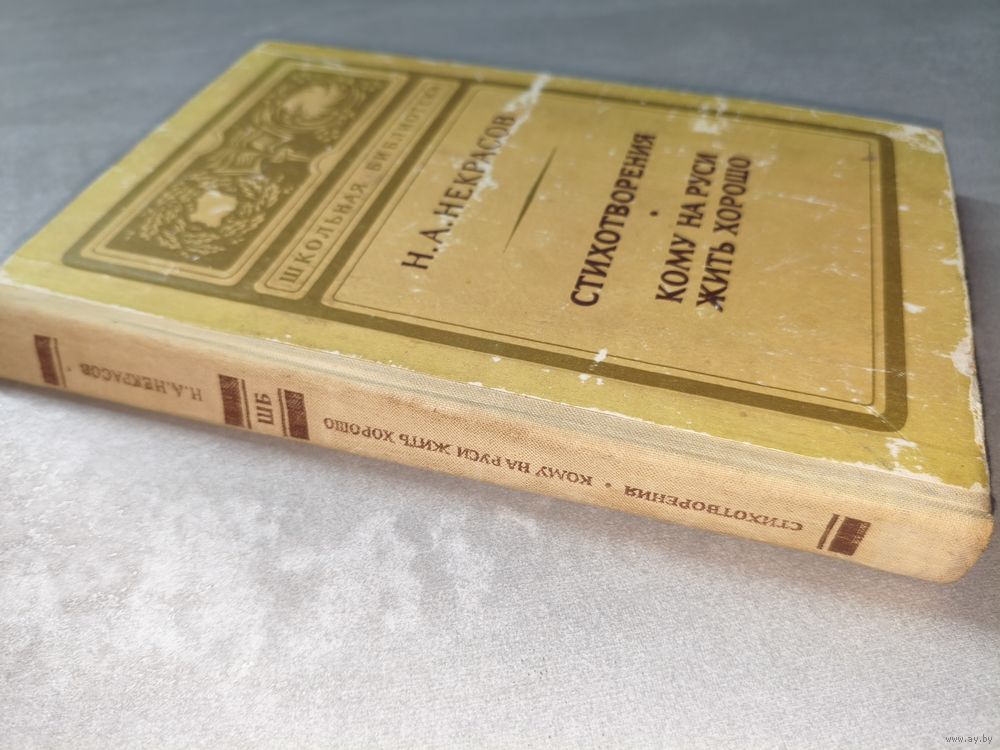 ШКОЛЬНАЯ БИБЛИОТЕКА
Н.А.НЕКРАСОВ
СТИХОТВОРЕНИЯ
•
КОМУ НА РУСИ
ЖИТЬ ХОРОШО
Н.А.НЕКРАСОВ •
ШБ
СТИХОТВОРЕНИЯ • КОМУ НА РУСИ ЖИТЬ ХОРОШО
www.ay.by